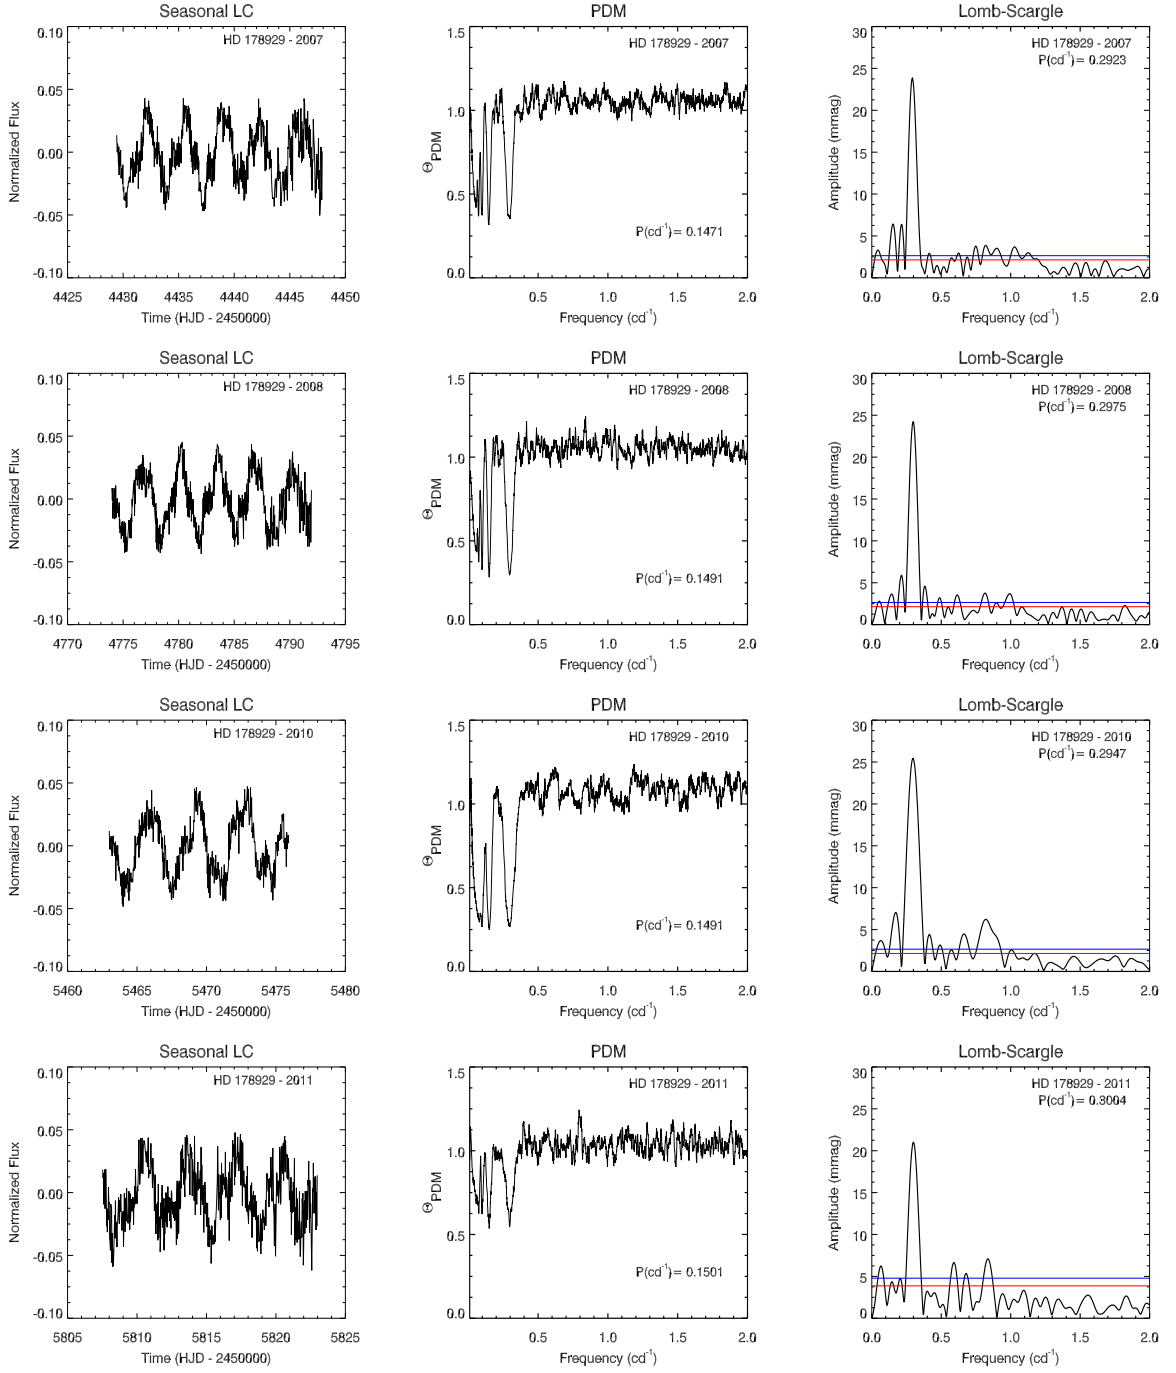 Seasonal LC
PDM
Lomb-Scargle
Normalized Flux
0.10
0.05
0.00
-0.05
-0.10
HD 178929 - 2007
4425 4430 4435 4440 4445 4450
Time (HJD - 2450000)
ΘPDM
1.5
1.0
0.5
0.0
HD 178929 - 2007
P(cd-1)= 0.1471
0.5 1.0 1.5 2.0
Frequency (cd-1)
Amplitude (mmag)
30
25
20
15
10
5
0
HD 178929 - 2007
P(cd-1)= 0.2923
0.0 0.5 1.0 1.5 2.0
Frequency (cd-1)
Seasonal LC
PDM
Lomb-Scargle
Normalized Flux
0.10
0.05
0.00
-0.05
-0.10
HD 178929 - 2008
4770 4775 4780 4785 4790 4795
Time (HJD - 2450000)
ΘPDM
1.5
1.0
0.5
0.0
HD 178929 - 2008
P(cd-1)= 0.1491
0.5 1.0 1.5 2.0
Frequency (cd-1)
Amplitude (mmag)
30
25
20
15
10
5
0
HD 178929 - 2008
P(cd-1)= 0.2975
0.0 0.5 1.0 1.5 2.0
Frequency (cd-1)
Seasonal LC
PDM
Lomb-Scargle
Normalized Flux
0.10
0.05
0.00
-0.05
-0.10
HD 178929 - 2010
5460 5465 5470 5475 5480
Time (HJD - 2450000)
ΘPDM
1.5
1.0
0.5
0.0
HD 178929 - 2010
P(cd-1)= 0.1491
0.5 1.0 1.5 2.0
Frequency (cd-1)
Amplitude (mmag)
30
25
20
15
10
5
0
HD 178929 - 2010
P(cd-1)= 0.2947
0.0 0.5 1.0 1.5 2.0
Frequency (cd-1)
Seasonal LC
PDM
Lomb-Scargle
Normalized Flux
0.10
0.05
0.00
-0.05
-0.10
HD 178929 - 2011
5805 5810 5815 5820 5825
Time (HJD - 2450000)
ΘPDM
1.5
1.0
0.5
0.0
HD 178929 - 2011
P(cd-1)= 0.1501
0.5 1.0 1.5 2.0
Frequency (cd-1)
Amplitude (mmag)
30
25
20
15
10
5
0
HD 178929 - 2011
P(cd-1)= 0.3004
0.0 0.5 1.0 1.5 2.0
Frequency (cd-1)